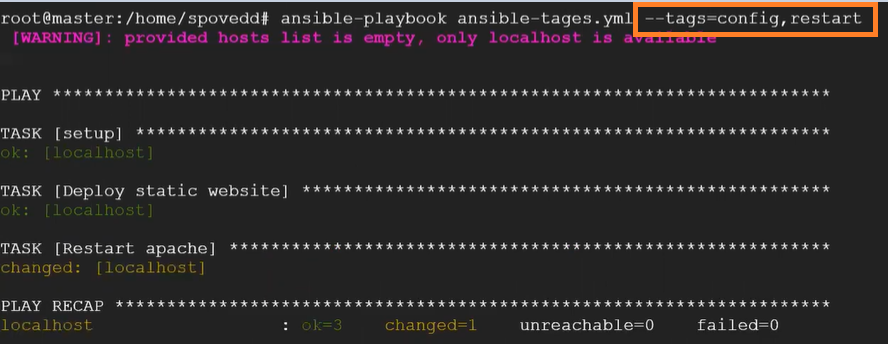 root@master:/home/spovedd# ansible-playbook ansible-tages.yml --tags=config,restart
[WARNING]: provided hosts list is empty, only localhost is available
PLAY ***************************************************************************
TASK [setup] *******************************************************************
ok: [localhost]
TASK [Deploy static website] ***************************************************
ok: [localhost]
TASK [Restart apache] **********************************************************
changed: [localhost]
PLAY RECAP *********************************************************************
localhost : ok=3 changed=1 unreachable=0 failed=0